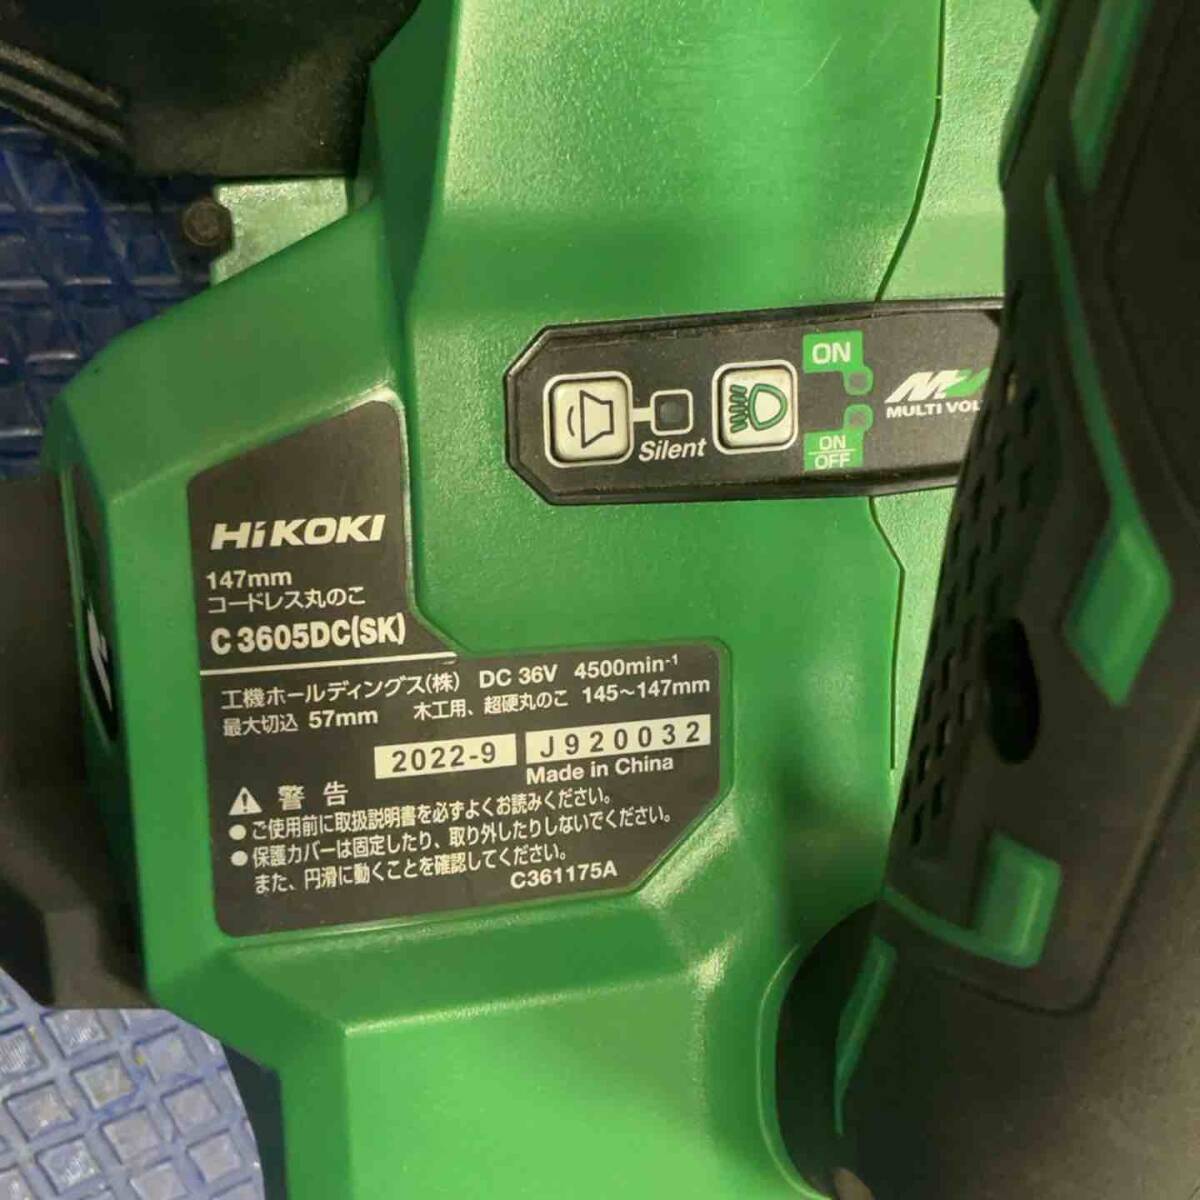 ON
MULTI VOL
Silent
ON
OFF
HiKOKI
147mm
コードレス丸のこ
C 3605DC(SK)
工機ホールディングス(株) DC 36V 4500min-1
最大切込 57mm 木工用、超硬丸のこ 145～147mm
2022-9 J920032
Made in China
警告
●ご使用前に取扱説明書を必ずよくお読みください。
●保護カバーは固定したり、取り外したりしないでください。
また、円滑に動くことを確認してください。
C361175A